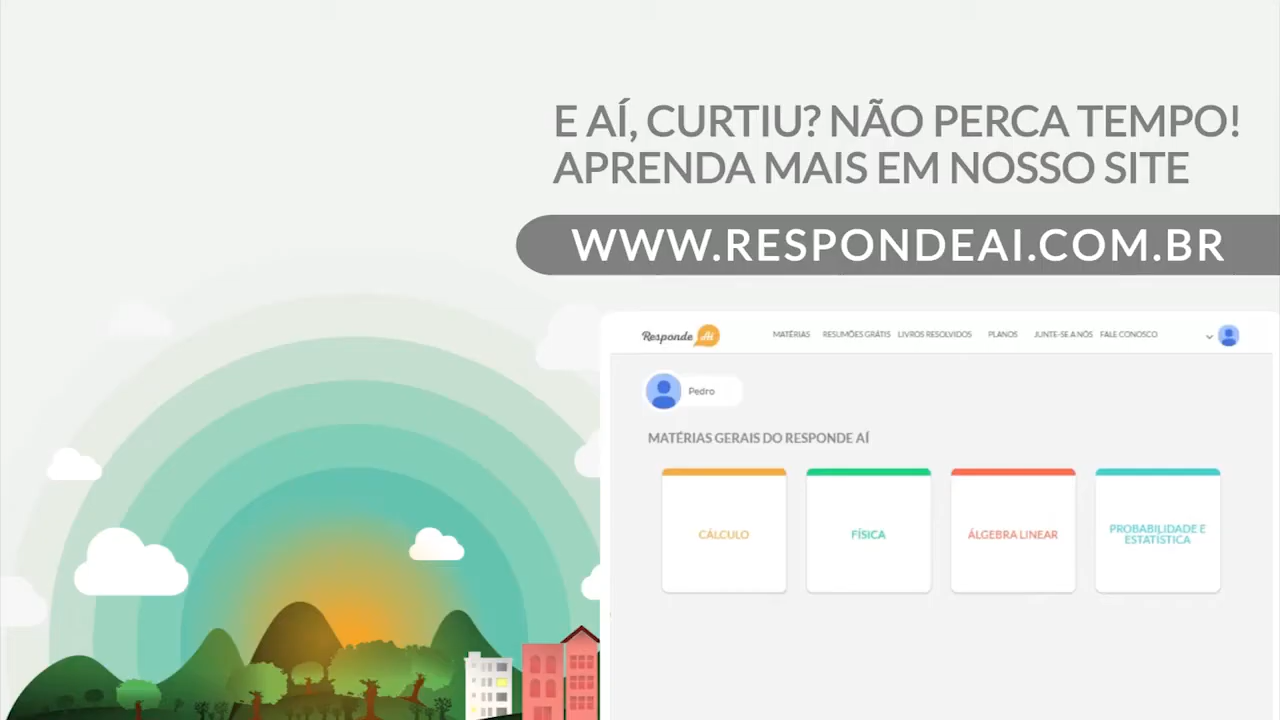 E AÍ, CURTIU? NÃO PERCA TEMPO!
APRENDA MAIS EM NOSSO SITE
WWW.RESPONDEAI.COM.BR
Responde Aí
MATÉRIAS RESUMÕES GRÁTIS LIVROS RESOLVIDOS PLANOS JUNTE-SE A NÓS FALE CONOSCO
Pedro
MATÉRIAS GERAIS DO RESPONDE AÍ
CÁLCULO
FÍSICA
ÁLGEBRA LINEAR
PROBABILIDADE E
ESTATÍSTICA